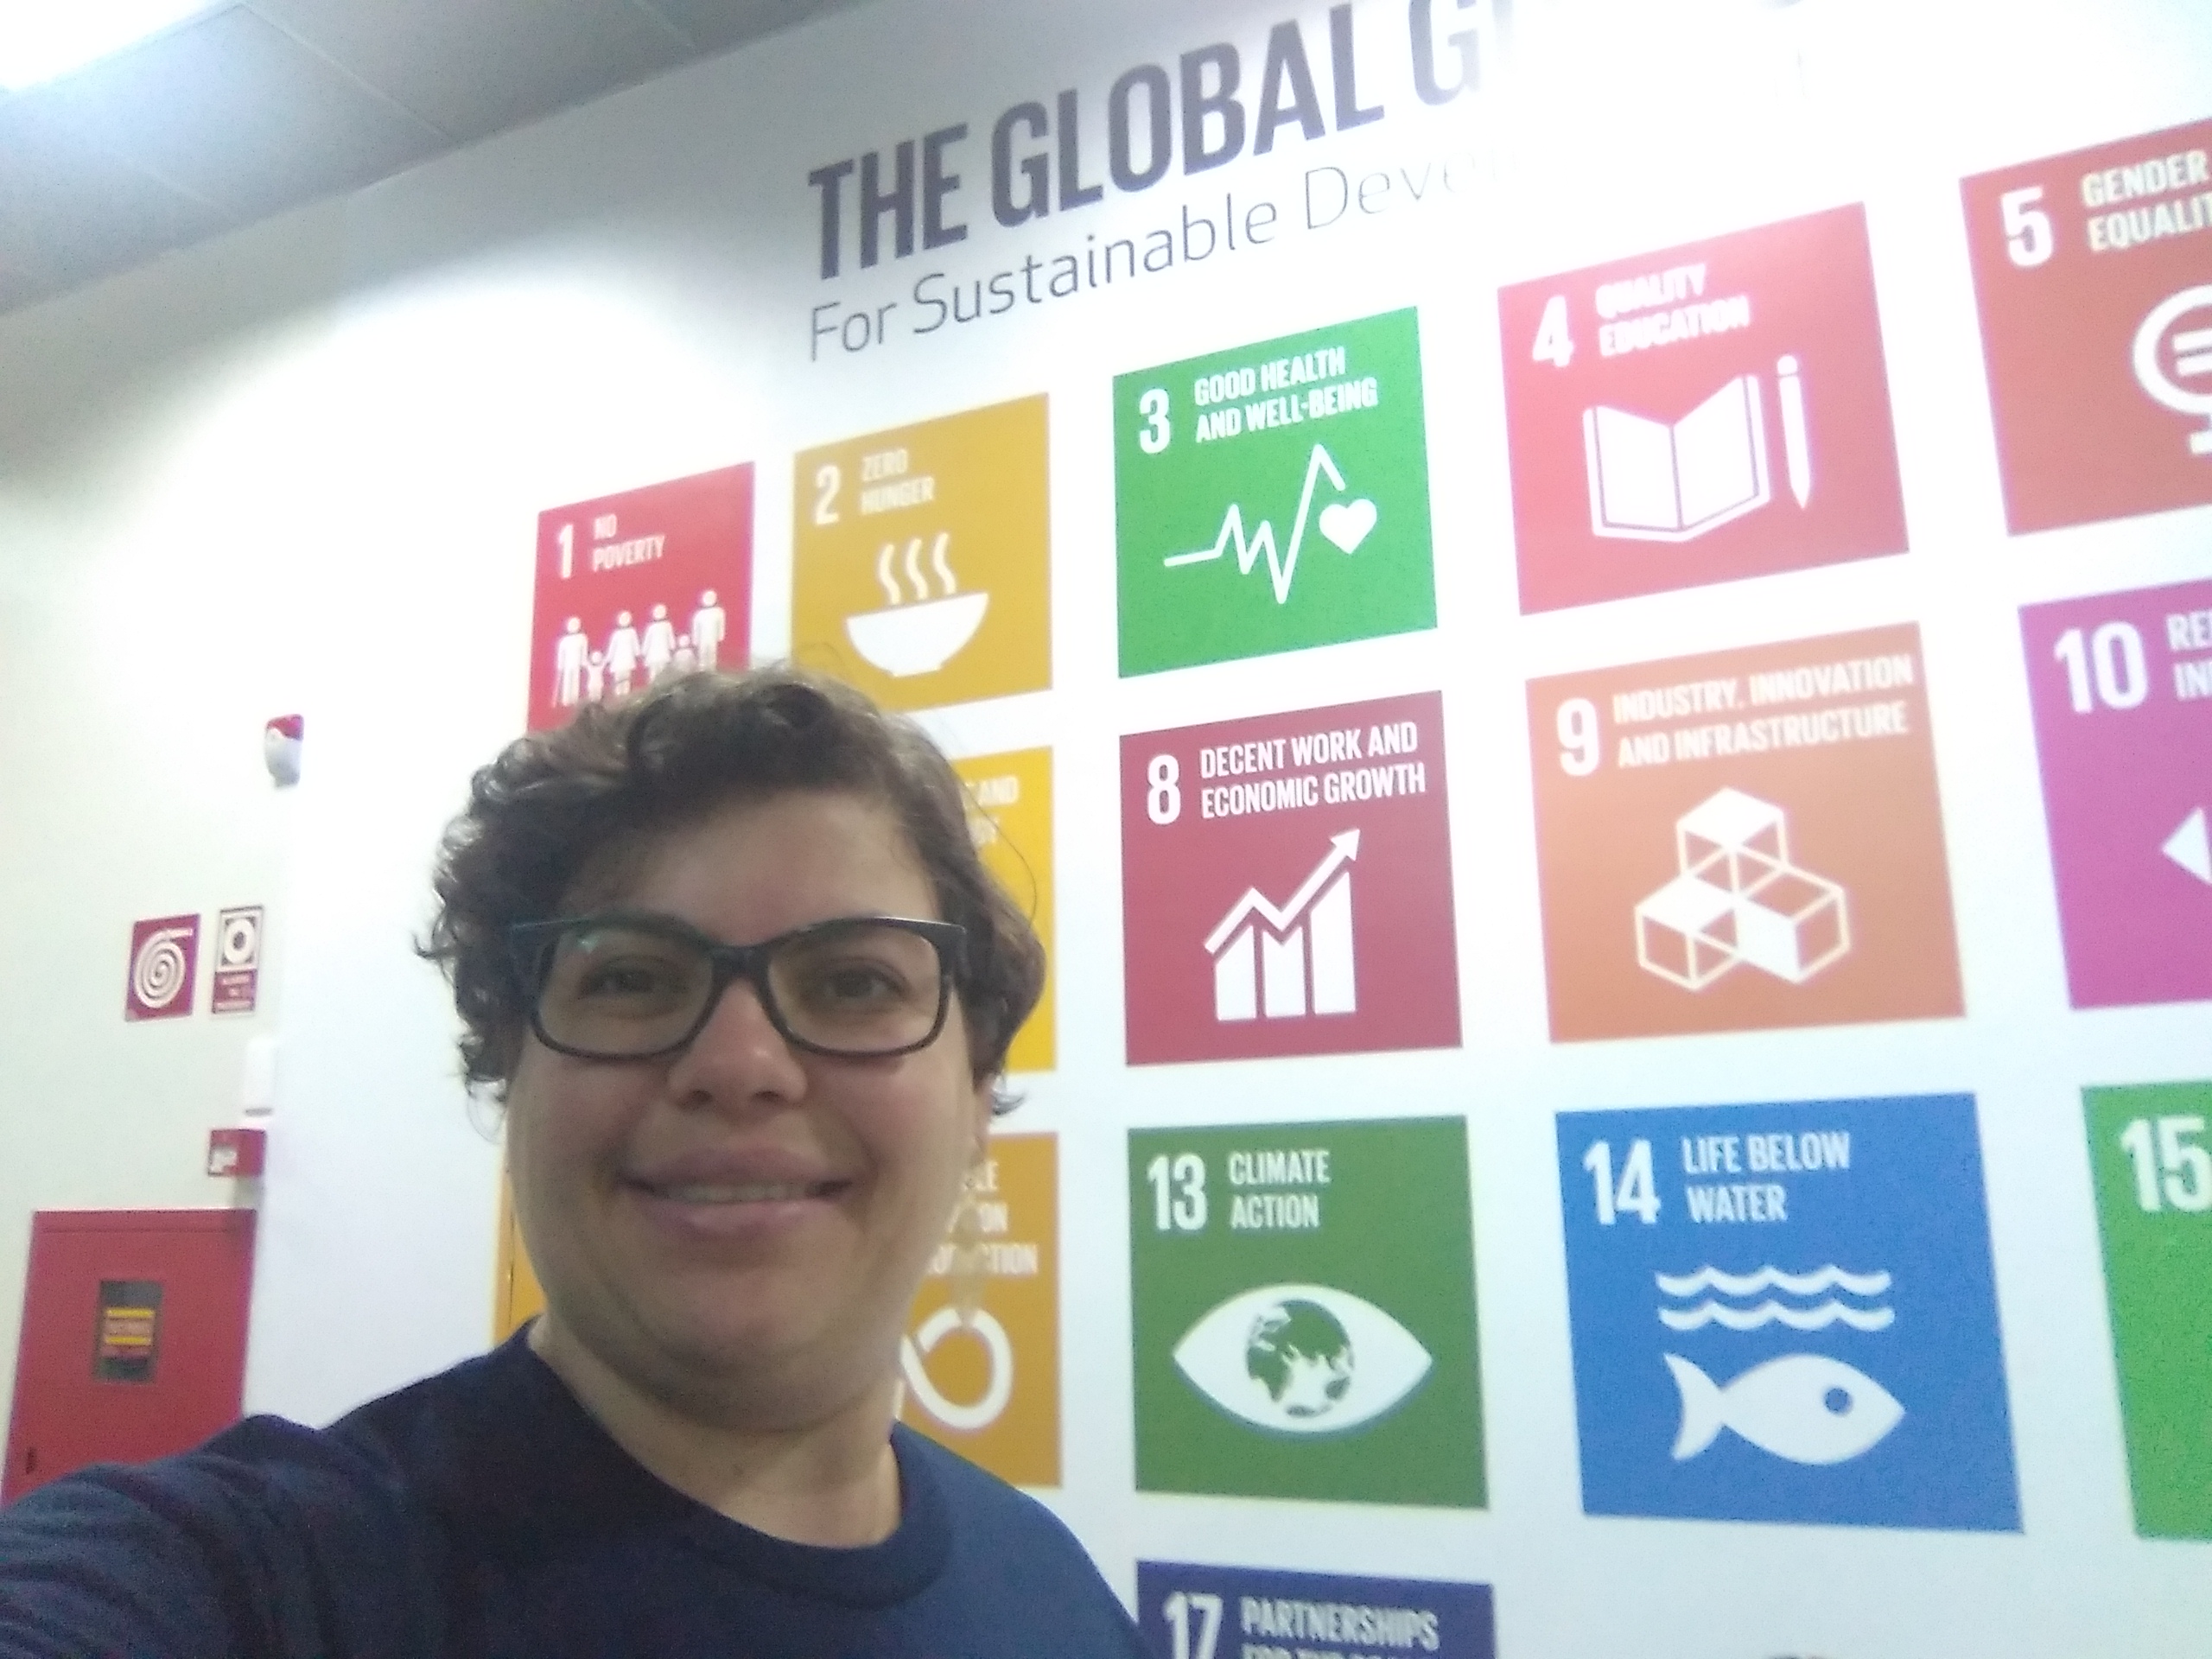 THE GLOBAL G
For Sustainable Deve
1 NO
POVERTY
2 ZERO
HUNGER
3 GOOD HEALTH
AND WELL-BEING
4 QUALITY
EDUCATION
5 GENDER
EQUALIT
AND
8 DECENT WORK AND
ECONOMIC GROWTH
9 INDUSTRY, INNOVATION
AND INFRASTRUCTURE
10
13 CLIMATE
ACTION
14 LIFE BELOW
WATER
15
17 PARTNERSHIPS